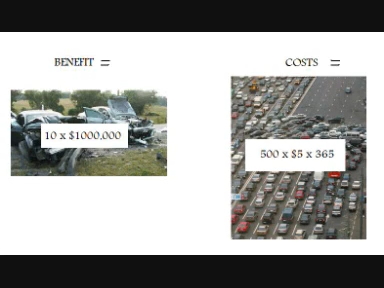 BENEFIT =
COSTS =
10 x $1000,000
500 x $5 x 365